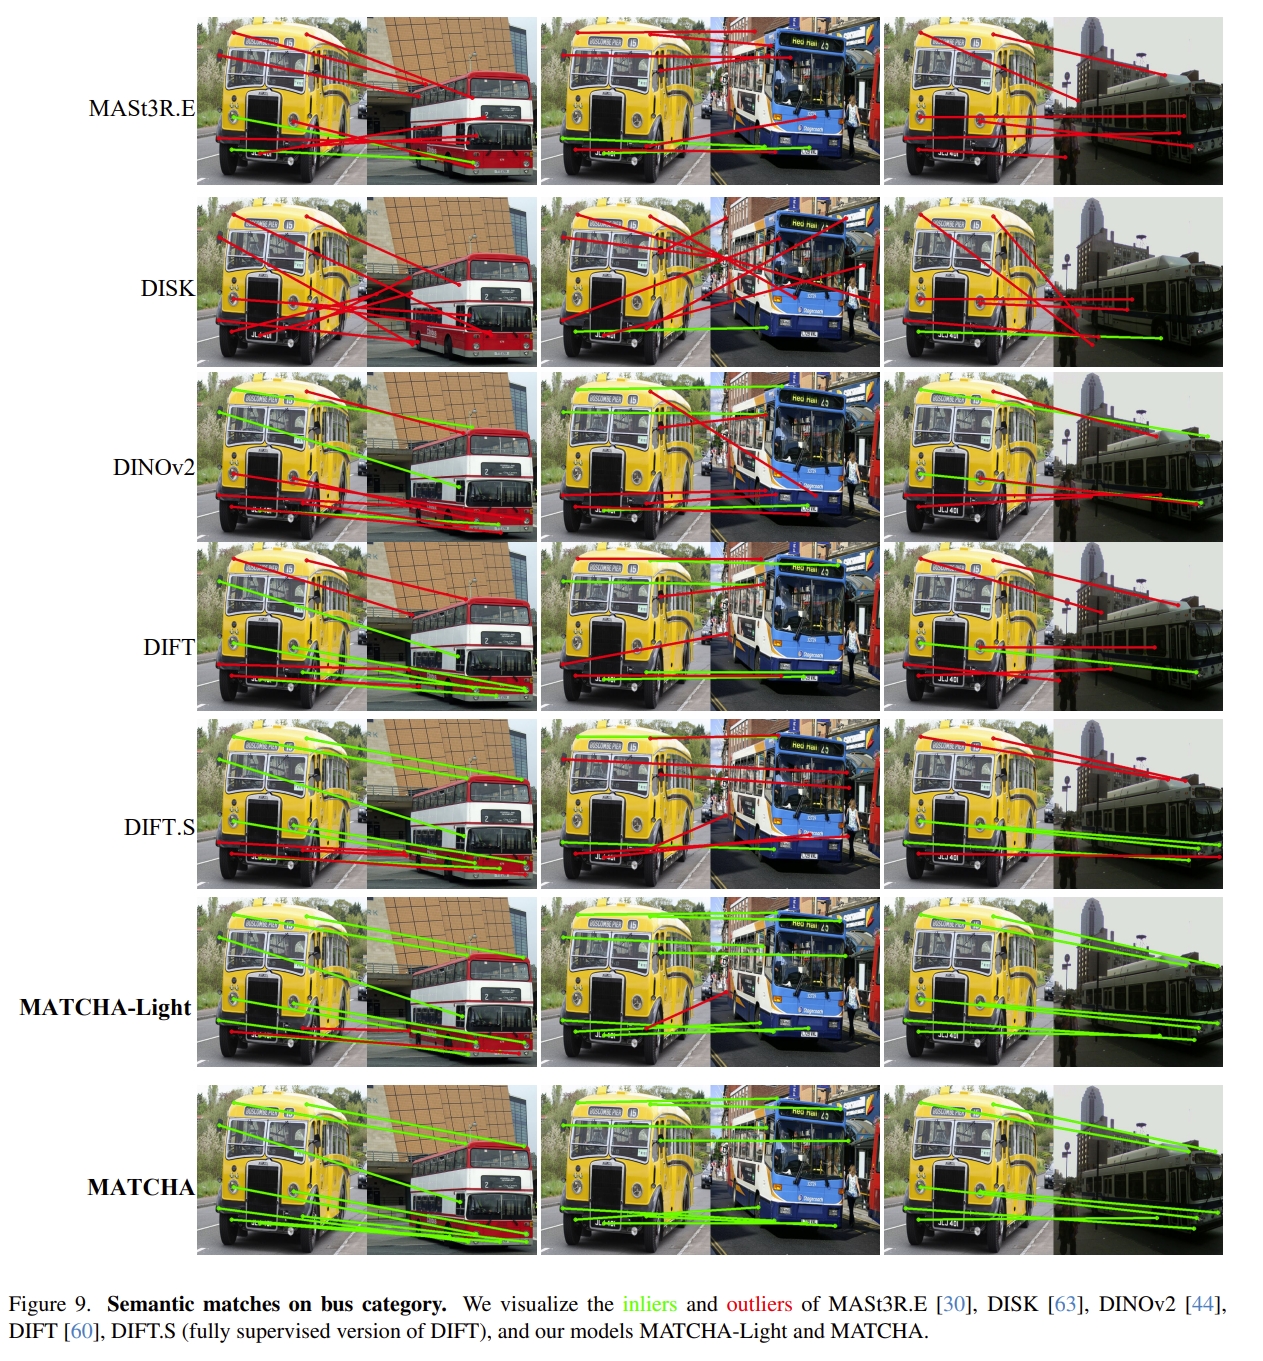 MASt3R.E
DISK
DINOv2
DIFT
DIFT.S
MATCHA-Light
MATCHA
Figure 9. Semantic matches on bus category. We visualize the inliers and outliers of MASt3R.E [30], DISK [63], DINOv2 [44],
DIFT [60], DIFT.S (fully supervised version of DIFT), and our models MATCHA-Light and MATCHA.